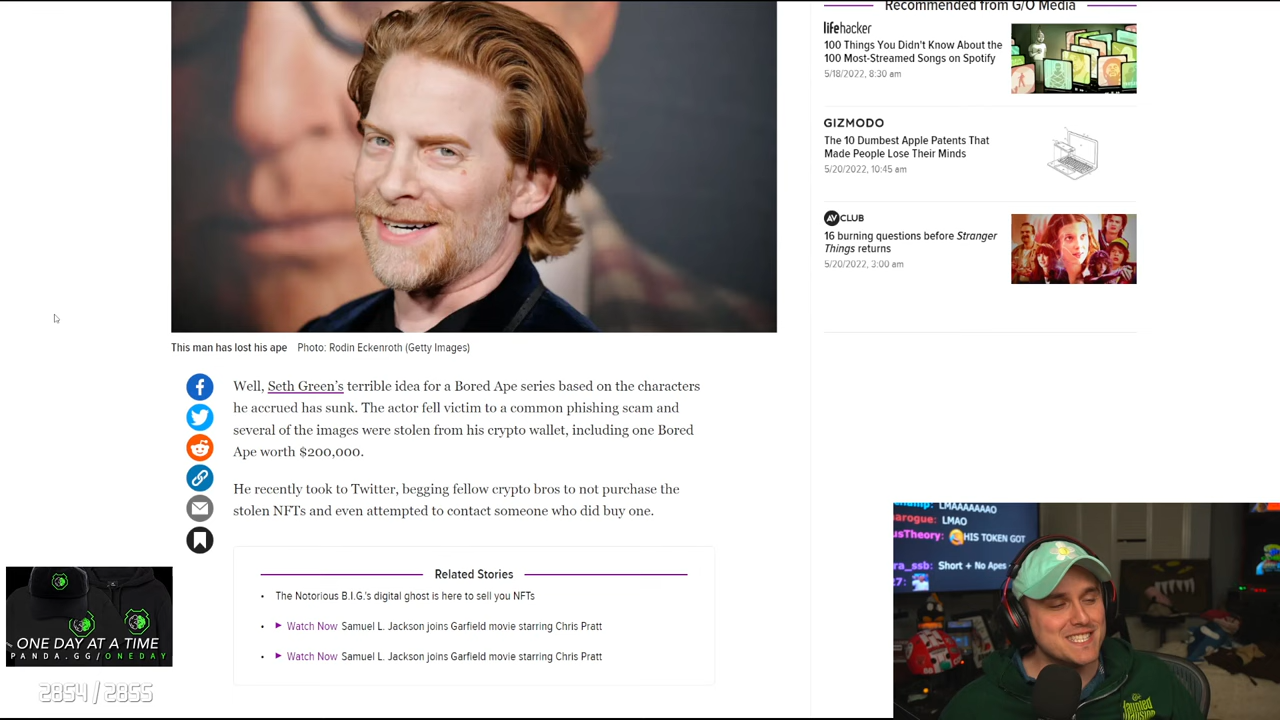 Recommended from G/O Media
lifehacker
100 Things You Didn't Know About the
100 Most-Streamed Songs on Spotify
5/18/2022, 8:30 am
GIZMODO
The 10 Dumbest Apple Patents That
Made People Lose Their Minds
5/20/2022, 10:45 am
AV CLUB
16 burning questions before Stranger
Things returns
5/20/2022, 3:00 am
This man has lost his ape Photo: Rodin Eckenroth (Getty Images)
Well, Seth Green's terrible idea for a Bored Ape series based on the characters
he accrued has sunk. The actor fell victim to a common phishing scam and
several of the images were stolen from his crypto wallet, including one Bored
Ape worth $200,000.
He recently took to Twitter, begging fellow crypto bros to not purchase the
stolen NFTs and even attempted to contact someone who did buy one.
Related Stories
• The Notorious B.I.G.'s digital ghost is here to sell you NFTs
• Watch Now Samuel L. Jackson joins Garfield movie starring Chris Pratt
• Watch Now Samuel L. Jackson joins Garfield movie starring Chris Pratt
ONE DAY AT A TIME
PANDA.GG/ONEDAY
2854 / 2855
LMAAAAAAAO
arogue: LMAO
usTheory: HIS TOKEN GOT
ra_ssb: Short + No Apes
27: